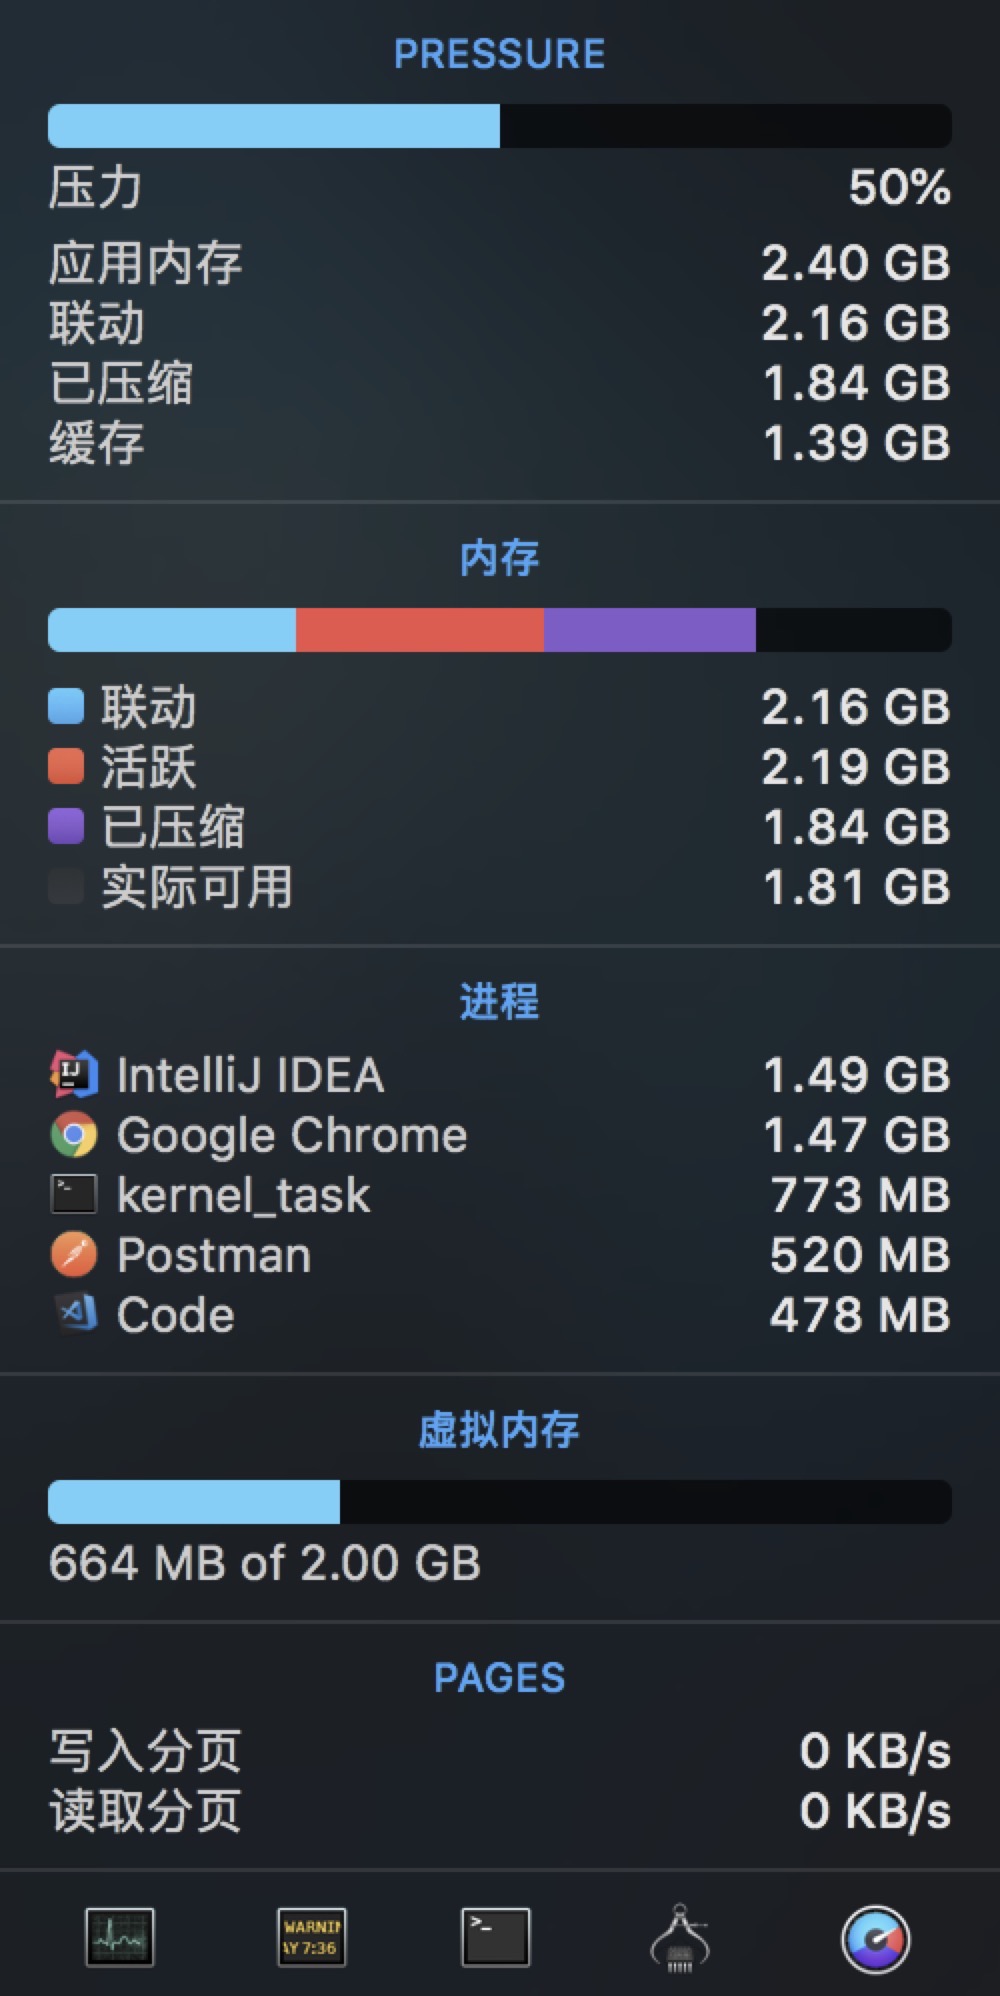 PRESSURE
压力 50%
应用内存 2.40 GB
联动 2.16 GB
已压缩 1.84 GB
缓存 1.39 GB
内存
联动 2.16 GB
活跃 2.19 GB
已压缩 1.84 GB
实际可用 1.81 GB
进程
IJ IntelliJ IDEA 1.49 GB
Google Chrome 1.47 GB
>_ kernel_task 773 MB
Postman 520 MB
Code 478 MB
虚拟内存
664 MB of 2.00 GB
PAGES
写入分页 0 KB/s
读取分页 0 KB/s
WARNIN >_
AY 7:36